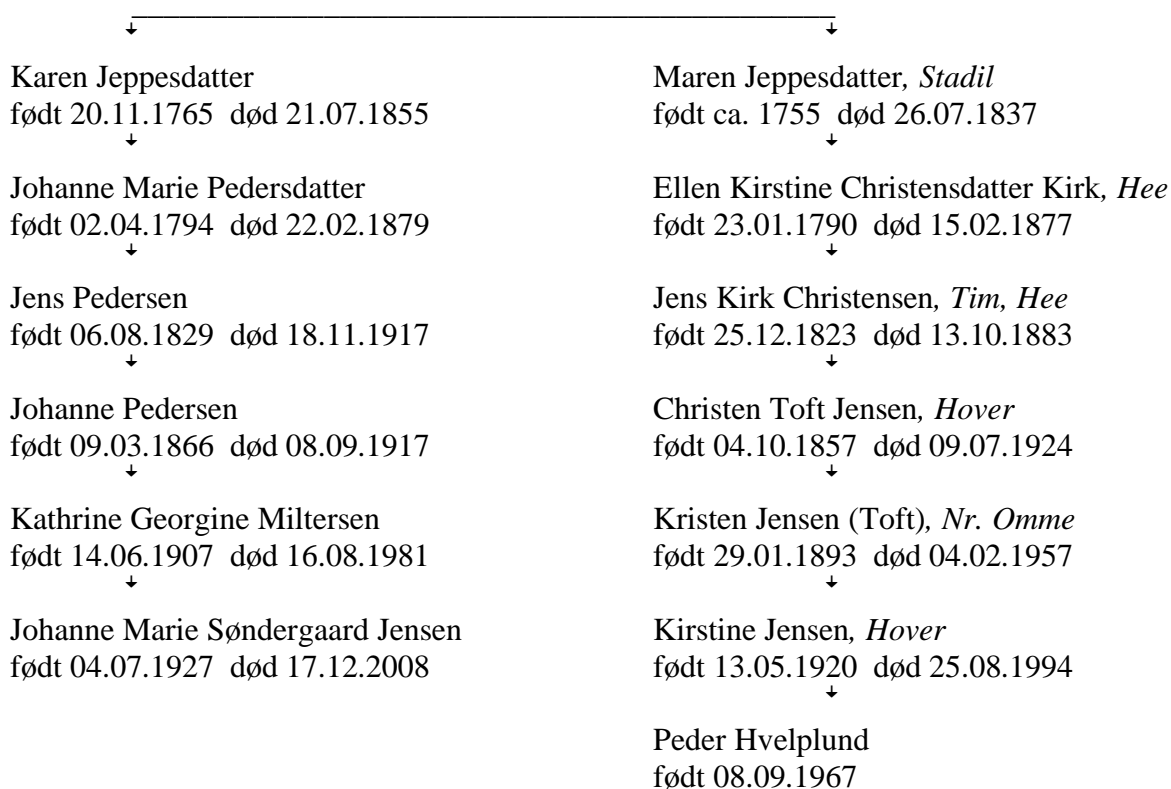 Karen Jeppesdatter
født 20.11.1765 død 21.07.1855
Johanne Marie Pedersdatter
født 02.04.1794 død 22.02.1879
Jens Pedersen
født 06.08.1829 død 18.11.1917
Johanne Pedersen
født 09.03.1866 død 08.09.1917
Kathrine Georgine Miltersen
født 14.06.1907 død 16.08.1981
Johanne Marie Søndergaard Jensen
født 04.07.1927 død 17.12.2008
Maren Jeppesdatter, Stadil
født ca. 1755 død 26.07.1837
Ellen Kirstine Christensdatter Kirk, Hee
født 23.01.1790 død 15.02.1877
Jens Kirk Christensen, Tim, Hee
født 25.12.1823 død 13.10.1883
Christen Toft Jensen, Hover
født 04.10.1857 død 09.07.1924
Kristen Jensen (Toft), Nr. Omme
født 29.01.1893 død 04.02.1957
Kirstine Jensen, Hover
født 13.05.1920 død 25.08.1994
Peder Hvelplund
født 08.09.1967